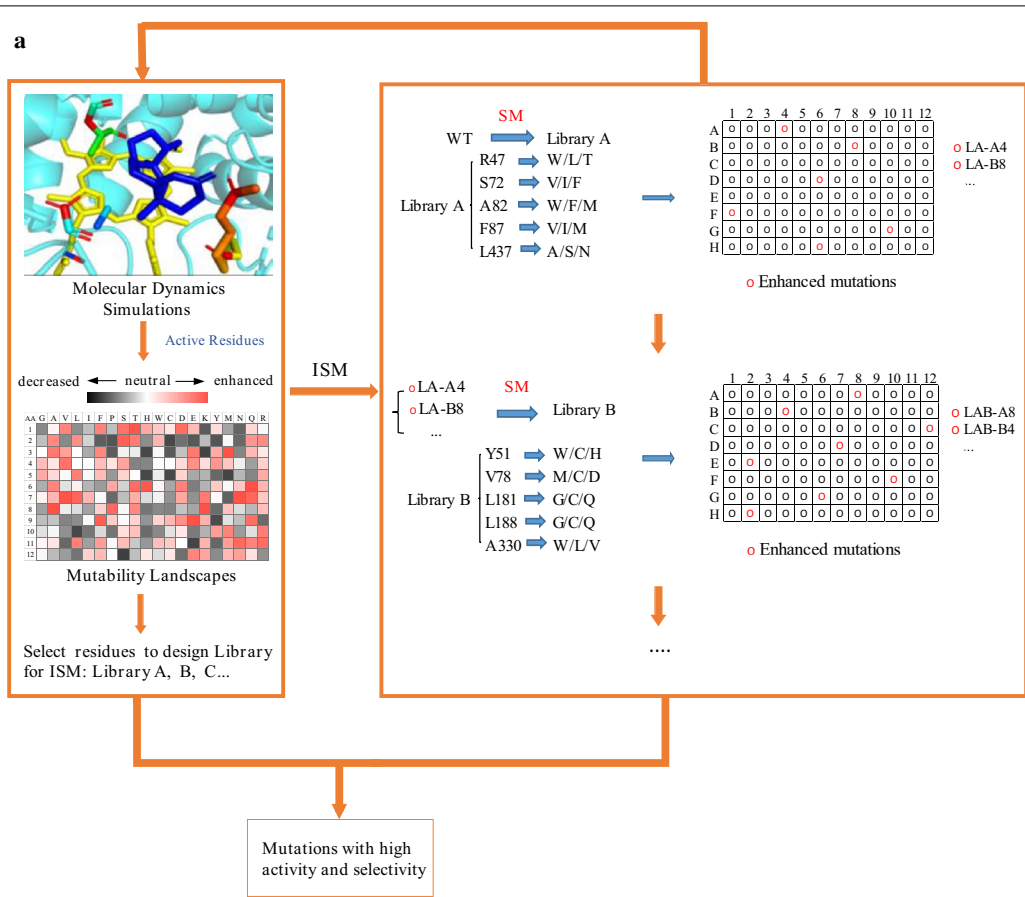 a
Molecular Dynamics
Simulations
Active Residues
decreased neutral enhanced
AA G A V L I F P S T H W C D E K Y M N Q R
1
2
3
4
5
6
7
8
9
10
11
12
Mutability Landscapes
Select residues to design Library
for ISM: Library A, B, C...
ISM
SM
WT Library A
Library A
R47 W/L/T
S72 V/I/F
A82 W/F/M
F87 V/I/M
L437 A/S/N
1 2 3 4 5 6 7 8 9 10 11 12
A o o o o o o o o o o o o
B o o o o o o o o o o o o
C o o o o o o o o o o o o
D o o o o o o o o o o o o
E o o o o o o o o o o o o
F o o o o o o o o o o o o
G o o o o o o o o o o o o
H o o o o o o o o o o o o
o LA-A4
o LA-B8
...
o Enhanced mutations
o LA-A4
o LA-B8
...
SM
Library B
Library B
Y51 W/C/H
V78 M/C/D
L181 G/C/Q
L188 G/C/Q
A330 W/L/V
1 2 3 4 5 6 7 8 9 10 11 12
A o o o o o o o o o o o o
B o o o o o o o o o o o o
C o o o o o o o o o o o o
D o o o o o o o o o o o o
E o o o o o o o o o o o o
F o o o o o o o o o o o o
G o o o o o o o o o o o o
H o o o o o o o o o o o o
o LAB-A8
o LAB-B4
...
o Enhanced mutations
....
Mutations with high
activity and selectivity